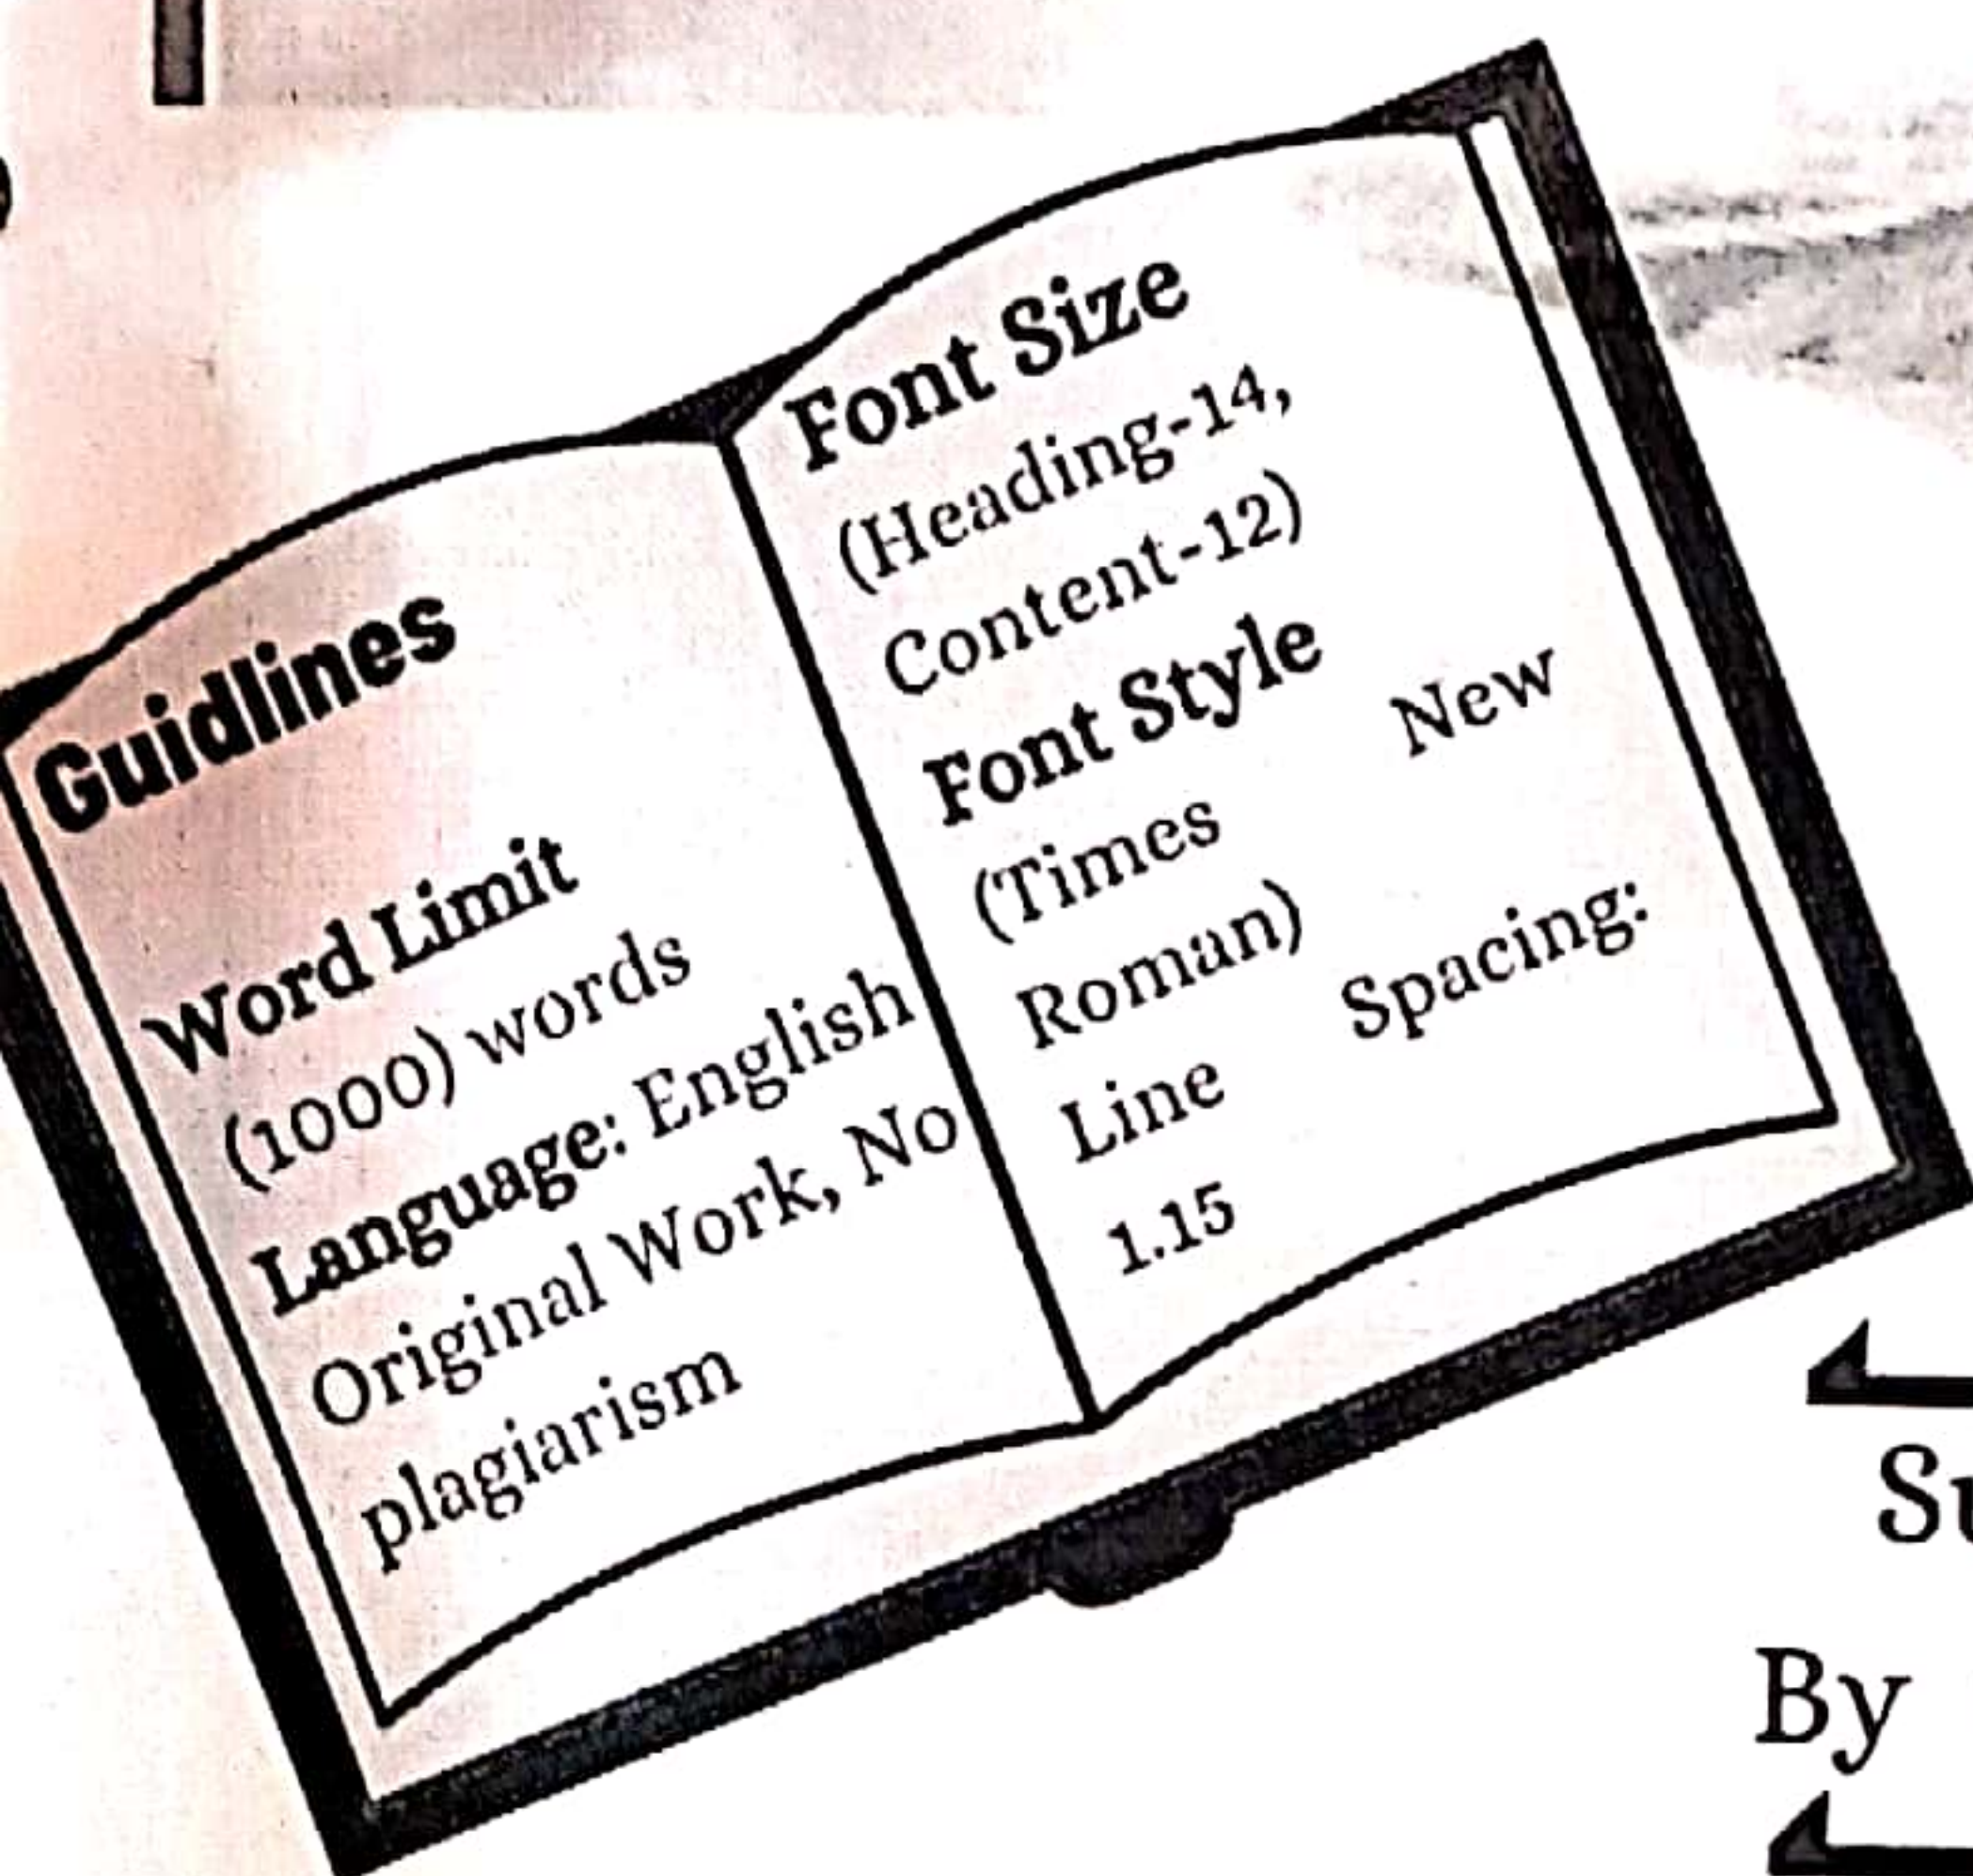 Guidlines
Word Limit
(1000) words
Language: English
Original Work, No
plagiarism
Font Size
(Heading-14,
Content-12)
Font Style
(Times New
Roman)
Line Spacing:
1.15
By